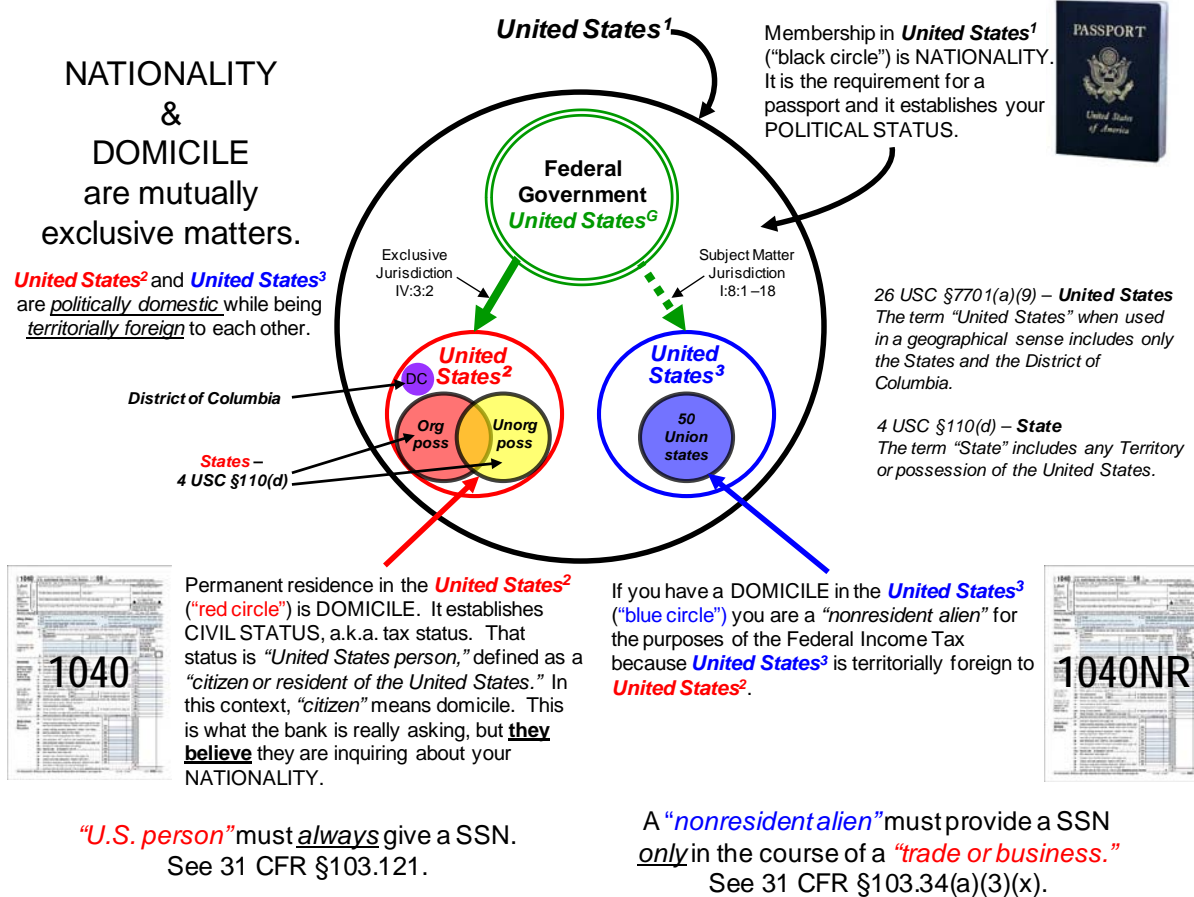 United States¹
NATIONALITY
&
DOMICILE
are mutually
exclusive matters.
United States² and United States³
are politically domestic while being
territorially foreign to each other.
Membership in United States¹
(“black circle”) is NATIONALITY.
It is the requirement for a
passport and it establishes your
POLITICAL STATUS.
PASSPORT
United States
of America
Federal
Government
United Statesᴳ
Exclusive
Jurisdiction
IV:3:2
Subject Matter
Jurisdiction
I:8:1 –18
United
States²
DC
Org
poss
Unorg
poss
United
States³
50
Union
states
District of Columbia
States –
4 USC §110(d)
26 USC §7701(a)(9) – United States
The term “United States” when used
in a geographical sense includes only
the States and the District of
Columbia.
4 USC §110(d) – State
The term “State” includes any Territory
or possession of the United States.
1040
1040
Permanent residence in the United States²
(“red circle”) is DOMICILE. It establishes
CIVIL STATUS, a.k.a. tax status. That
status is “United States person,” defined as a
“citizen or resident of the United States.” In
this context, “citizen” means domicile. This
is what the bank is really asking, but they
believe they are inquiring about your
NATIONALITY.
If you have a DOMICILE in the United States³
(“blue circle”) you are a “nonresident alien” for
the purposes of the Federal Income Tax
because United States³ is territorially foreign to
United States².
1040
1040NR
“U.S. person” must always give a SSN.
See 31 CFR §103.121.
A “nonresident alien” must provide a SSN
only in the course of a “trade or business.”
See 31 CFR §103.34(a)(3)(x).